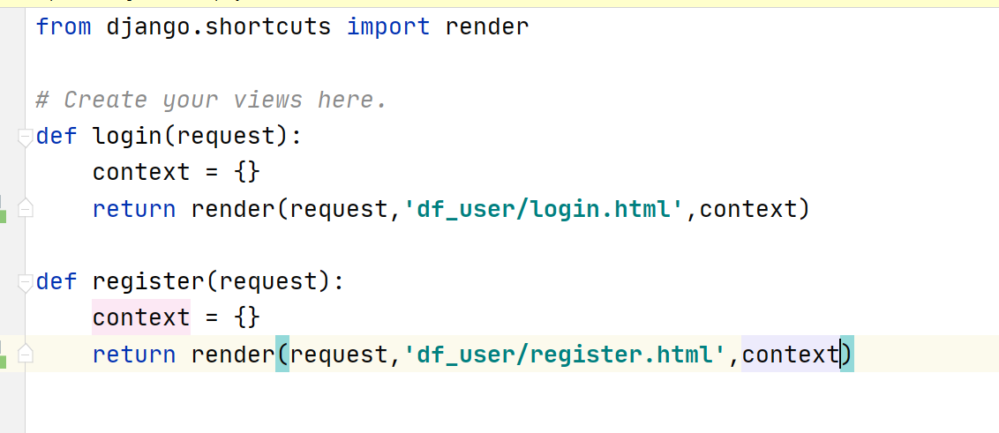 from django.shortcuts import render
# Create your views here.
def login(request):
    context = {}
    return render(request,'df_user/login.html',context)
def register(request):
    context = {}
    return render(request,'df_user/register.html',context)